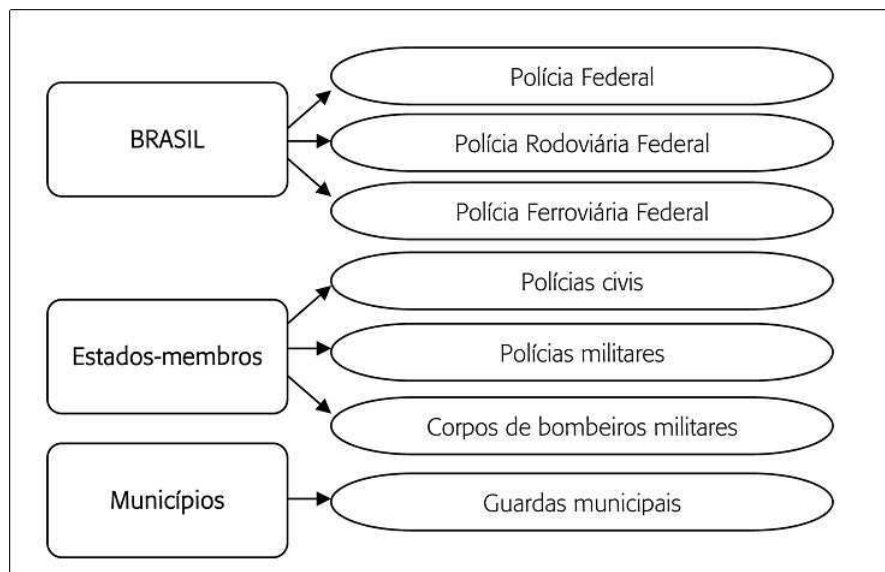 BRASIL
Polícia Federal
Polícia Rodoviária Federal
Polícia Ferroviária Federal
Estados-membros
Polícias civis
Polícias militares
Corpos de bombeiros militares
Municípios
Guardas municipais